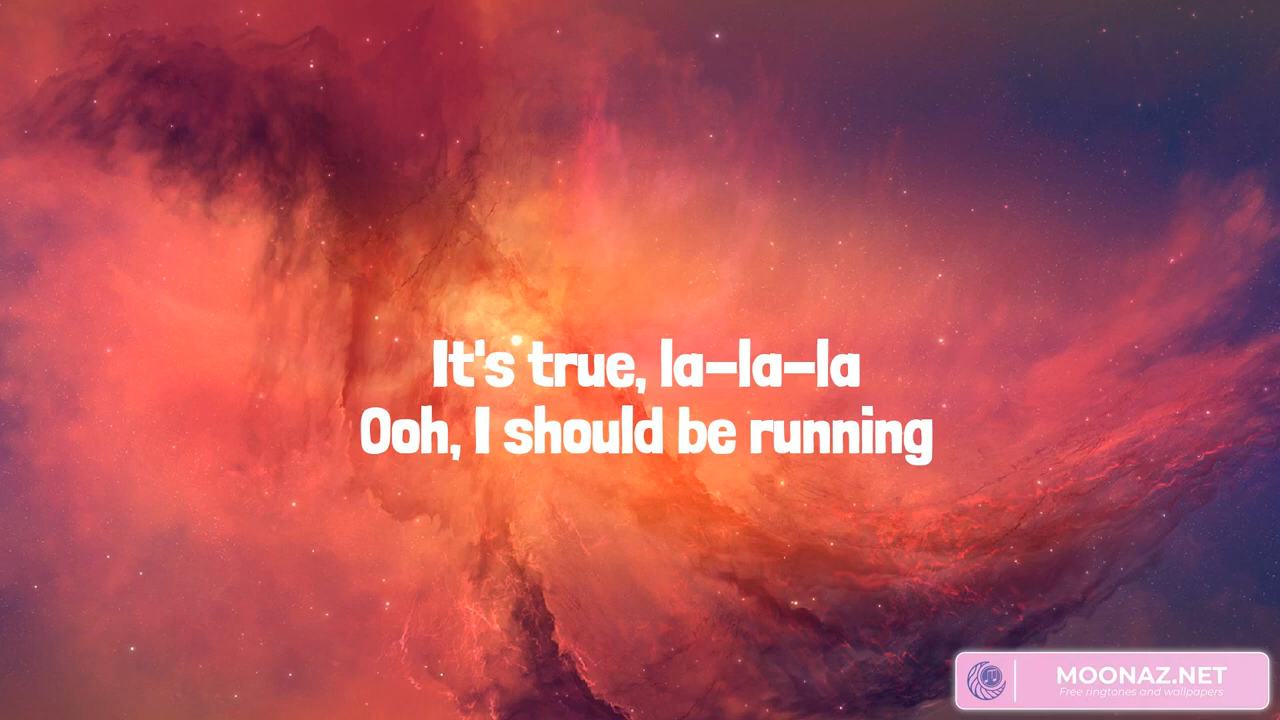 It's true, la-la-la
Ooh, I should be running
MOONAZ.NET
Free ringtones and wallpapers